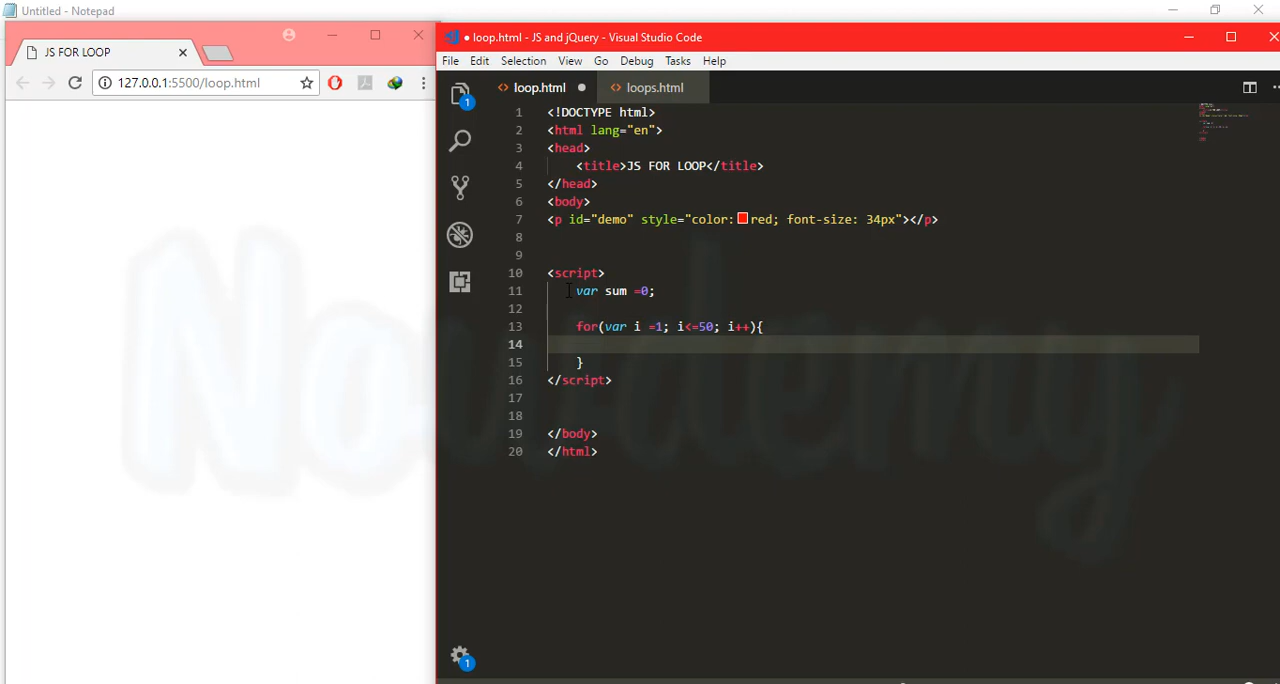 Untitled - Notepad
JS FOR LOOP
127.0.0.1:5500/loop.html
● loop.html - JS and jQuery - Visual Studio Code
File Edit Selection View Go Debug Tasks Help
1
<> loop.html ● <> loops.html
1 <!DOCTYPE html>
2 <html lang="en">
3 <head>
4 <title>JS FOR LOOP</title>
5 </head>
6 <body>
7 <p id="demo" style="color:red; font-size: 34px"></p>
8
9
10 <script>
11 var sum =0;
12
13 for(var i =1; i<=50; i++){
14
15 }
16 </script>
17
18
19 </body>
20 </html>
1